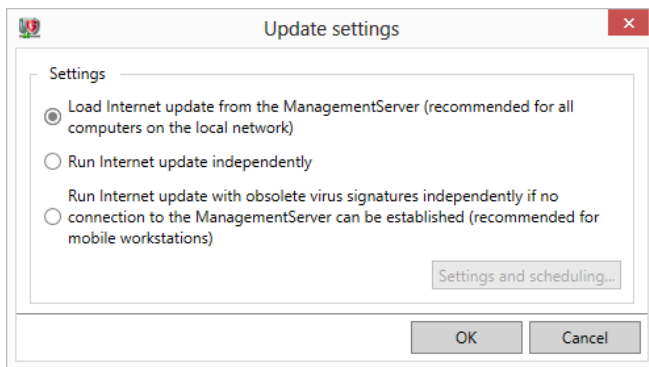 Update settings
Settings
Load Internet update from the ManagementServer (recommended for all
computers on the local network)
Run Internet update independently
Run Internet update with obsolete virus signatures independently if no
connection to the ManagementServer can be established (recommended for
mobile workstations)
Settings and scheduling...
OK
Cancel